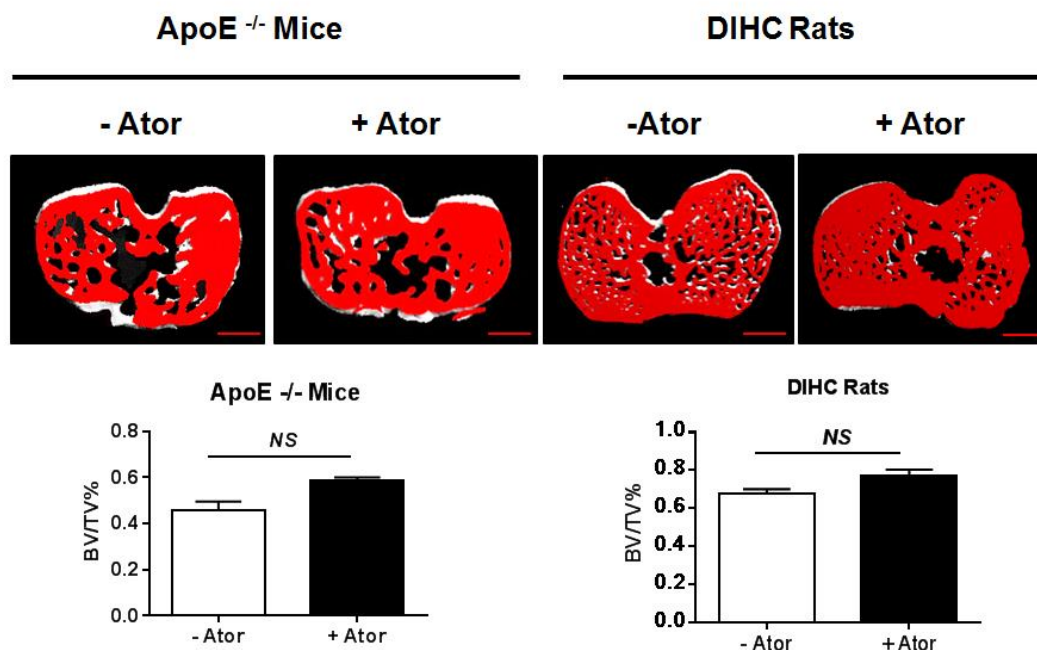 ApoE -/- Mice
DIHC Rats
- Ator
+ Ator
-Ator
+ Ator
ApoE -/- Mice
0.8
0.6
0.4
0.2
0.0
BV/TV%
NS
- Ator
+ Ator
DIHC Rats
1.0
0.8
0.6
0.4
0.2
0.0
BV/TV%
NS
- Ator
+ Ator